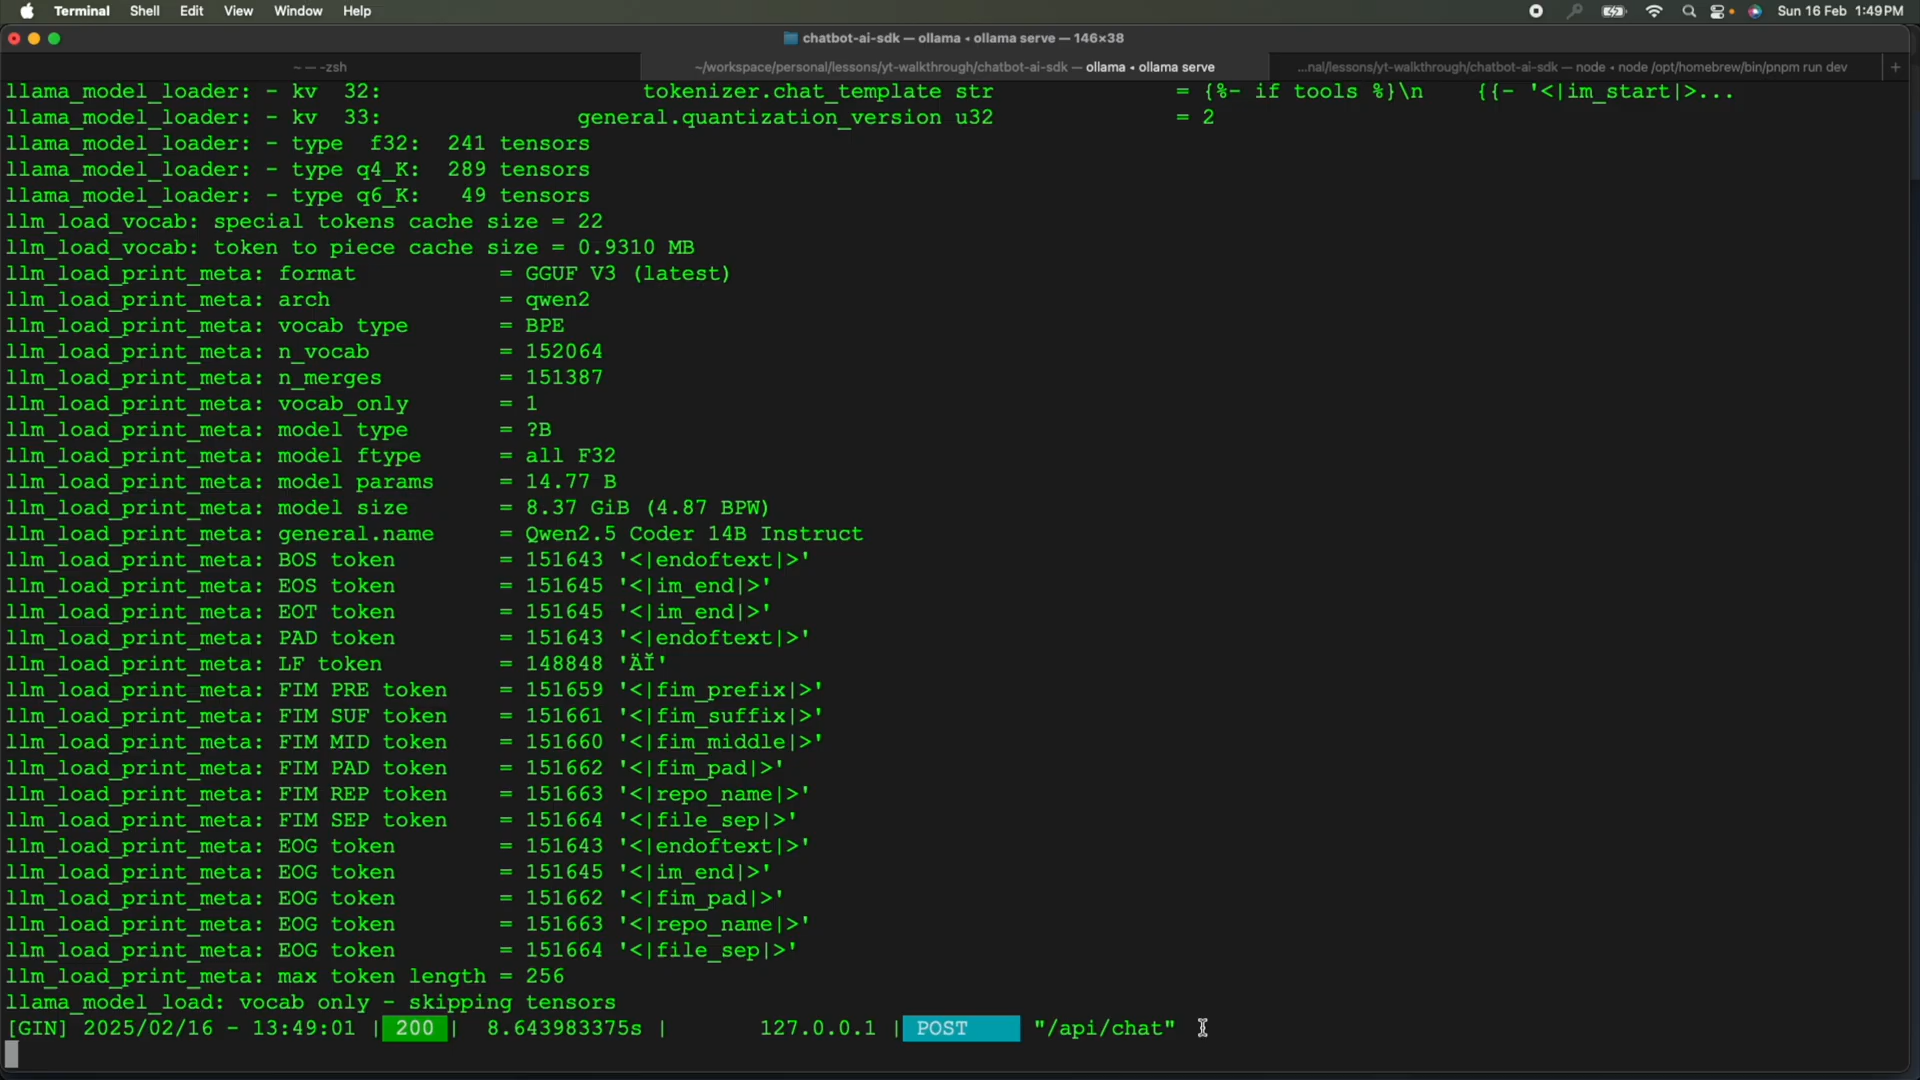 Terminal Shell Edit View Window Help Sun 16 Feb 1:49 PM
chatbot-ai-sdk — ollama ◂ ollama serve — 146×38
~ — -zsh
~/workspace/personal/lessons/yt-walkthrough/chatbot-ai-sdk — ollama ◂ ollama serve
...nal/lessons/yt-walkthrough/chatbot-ai-sdk — node ◂ node /opt/homebrew/bin/pnpm run dev
+
llama_model_loader: - kv 32: tokenizer.chat_template str = {%- if tools %}\n {{- '<|im_start|>...
llama_model_loader: - kv 33: general.quantization_version u32 = 2
llama_model_loader: - type f32: 241 tensors
llama_model_loader: - type q4_K: 289 tensors
llama_model_loader: - type q6_K: 49 tensors
llm_load_vocab: special tokens cache size = 22
llm_load_vocab: token to piece cache size = 0.9310 MB
llm_load_print_meta: format = GGUF V3 (latest)
llm_load_print_meta: arch = qwen2
llm_load_print_meta: vocab type = BPE
llm_load_print_meta: n_vocab = 152064
llm_load_print_meta: n_merges = 151387
llm_load_print_meta: vocab_only = 1
llm_load_print_meta: model type = ?B
llm_load_print_meta: model ftype = all F32
llm_load_print_meta: model params = 14.77 B
llm_load_print_meta: model size = 8.37 GiB (4.87 BPW)
llm_load_print_meta: general.name = Qwen2.5 Coder 14B Instruct
llm_load_print_meta: BOS token = 151643 '<|endoftext|>'
llm_load_print_meta: EOS token = 151645 '<|im_end|>'
llm_load_print_meta: EOT token = 151645 '<|im_end|>'
llm_load_print_meta: PAD token = 151643 '<|endoftext|>'
llm_load_print_meta: LF token = 148848 'ÄĬ'
llm_load_print_meta: FIM PRE token = 151659 '<|fim_prefix|>'
llm_load_print_meta: FIM SUF token = 151661 '<|fim_suffix|>'
llm_load_print_meta: FIM MID token = 151660 '<|fim_middle|>'
llm_load_print_meta: FIM PAD token = 151662 '<|fim_pad|>'
llm_load_print_meta: FIM REP token = 151663 '<|repo_name|>'
llm_load_print_meta: FIM SEP token = 151664 '<|file_sep|>'
llm_load_print_meta: EOG token = 151643 '<|endoftext|>'
llm_load_print_meta: EOG token = 151645 '<|im_end|>'
llm_load_print_meta: EOG token = 151662 '<|fim_pad|>'
llm_load_print_meta: EOG token = 151663 '<|repo_name|>'
llm_load_print_meta: EOG token = 151664 '<|file_sep|>'
llm_load_print_meta: max token length = 256
llama_model_load: vocab only - skipping tensors
[GIN] 2025/02/16 - 13:49:01 | 200 | 8.643983375s | 127.0.0.1 | POST "/api/chat"